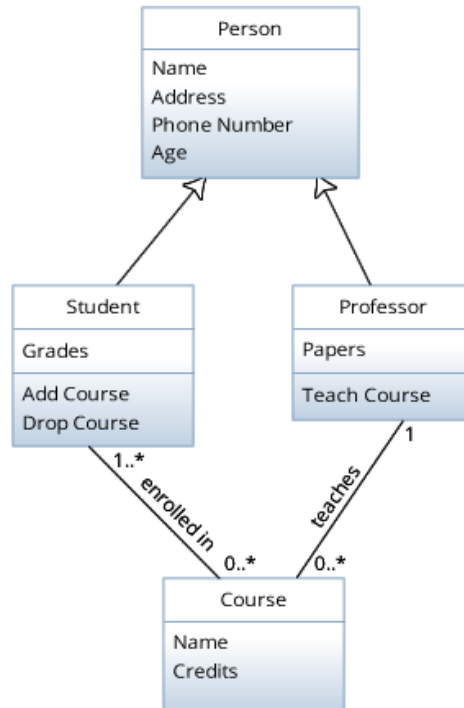 Person
Name
Address
Phone Number
Age
Student
Grades
Add Course
Drop Course
Professor
Papers
Teach Course
1..*
enrolled in
0..*
1
teaches
0..*
Course
Name
Credits